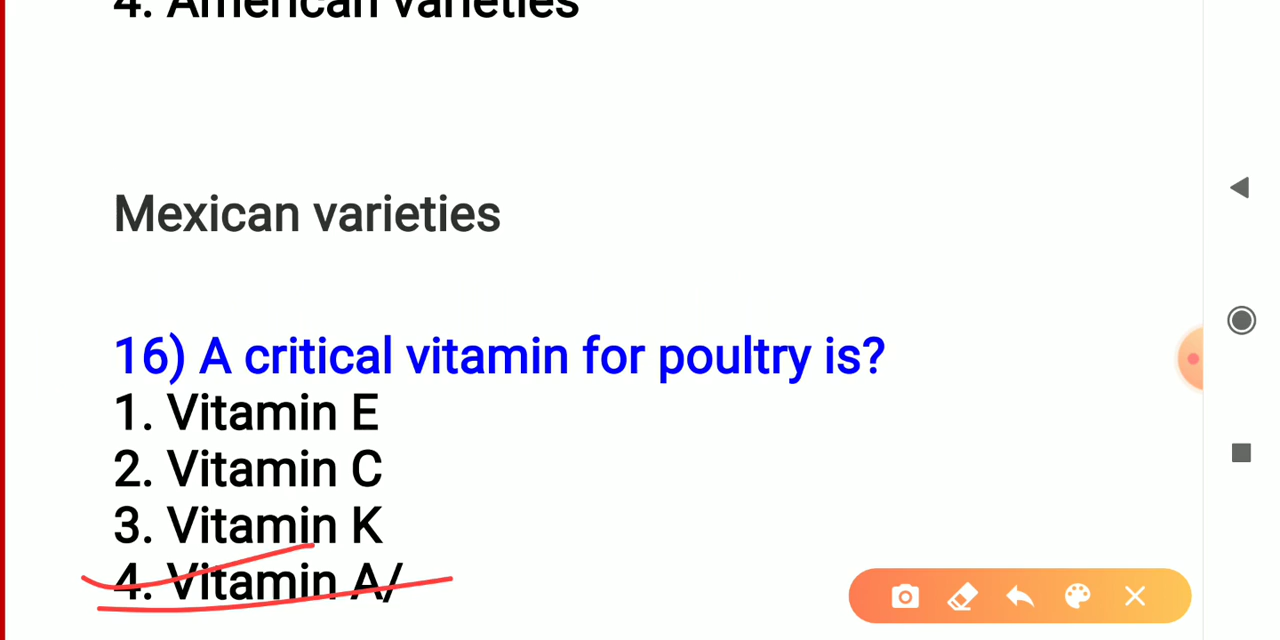 4. American varieties
Mexican varieties
16) A critical vitamin for poultry is?
1. Vitamin E
2. Vitamin C
3. Vitamin K
4. Vitamin A/